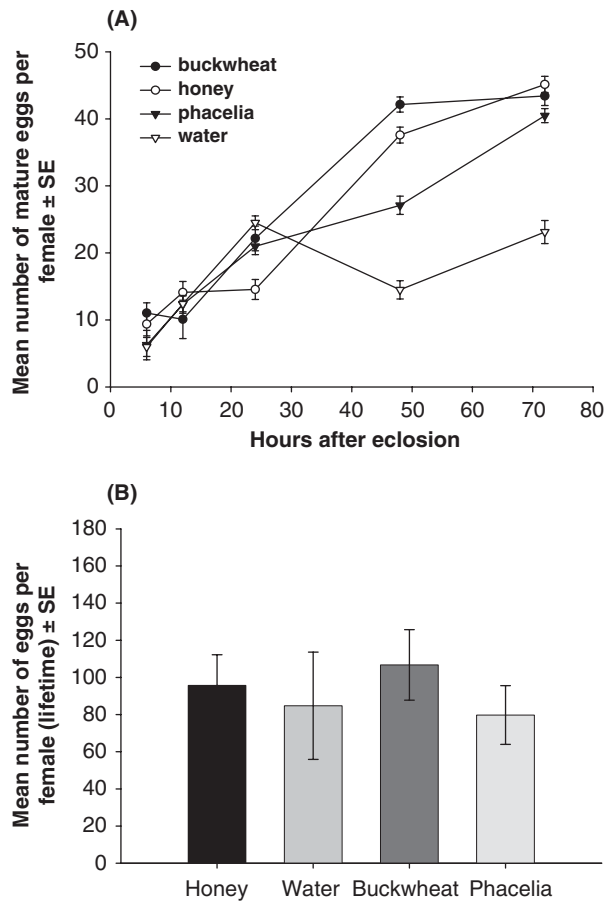 (A)
Mean number of mature eggs per
female ± SE
50
40
30
20
10
0
buckwheat
honey
phacelia
water
0 10 20 30 40 50 60 70 80
Hours after eclosion
(B)
Mean number of eggs per
female (lifetime) ± SE
180
160
140
120
100
80
60
40
20
0
Honey Water Buckwheat Phacelia